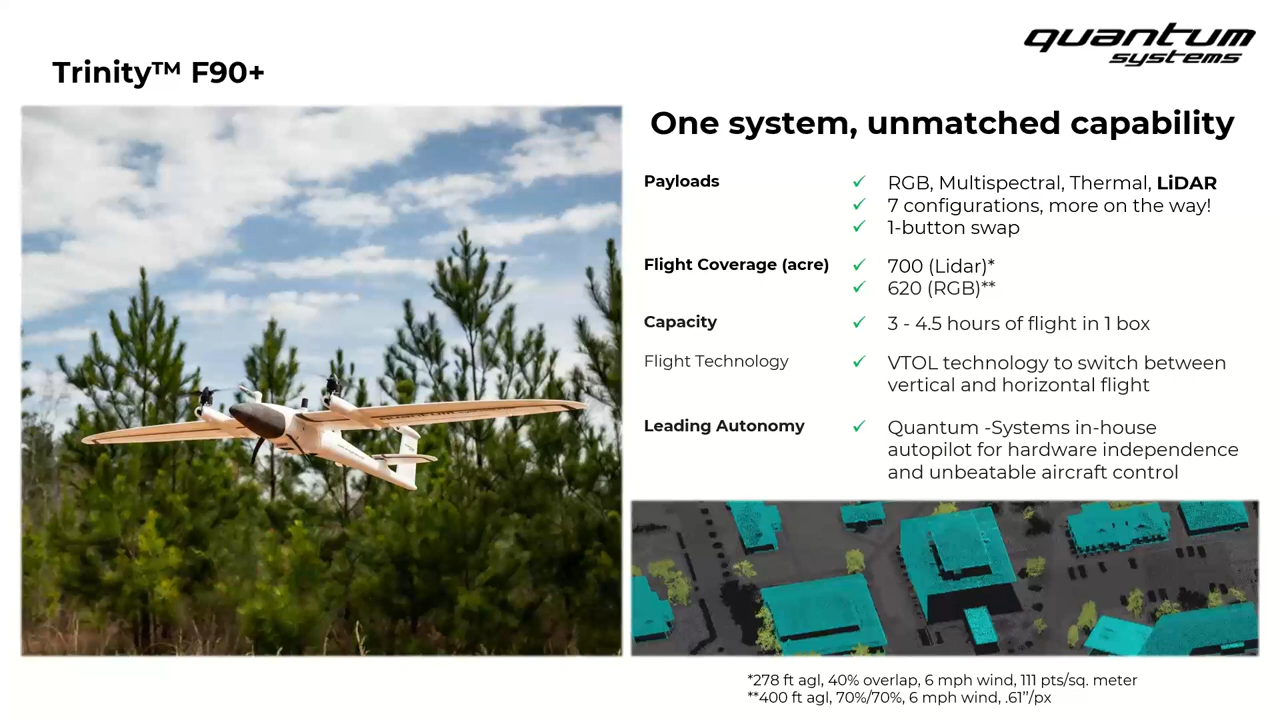 quantum
systems
Trinity™ F90+
One system, unmatched capability
Payloads
✓ RGB, Multispectral, Thermal, LiDAR
✓ 7 configurations, more on the way!
✓ 1-button swap
Flight Coverage (acre)
✓ 700 (Lidar)*
✓ 620 (RGB)**
Capacity
✓ 3 - 4.5 hours of flight in 1 box
Flight Technology
✓ VTOL technology to switch between
vertical and horizontal flight
Leading Autonomy
✓ Quantum -Systems in-house
autopilot for hardware independence
and unbeatable aircraft control
*278 ft agl, 40% overlap, 6 mph wind, 111 pts/sq. meter
**400 ft agl, 70%/70%, 6 mph wind, .61”/px